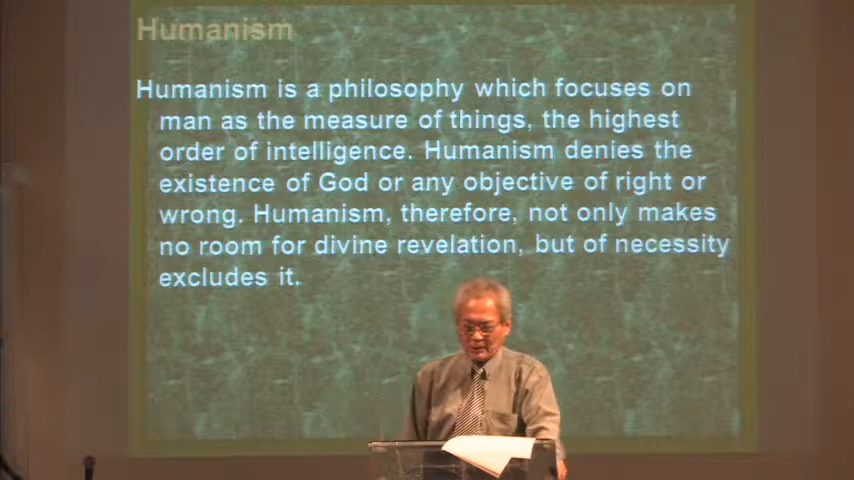 Humanism
Humanism is a philosophy which focuses on
man as the measure of things, the highest
order of intelligence. Humanism denies the
existence of God or any objective of right or
wrong. Humanism, therefore, not only makes
no room for divine revelation, but of necessity
excludes it.